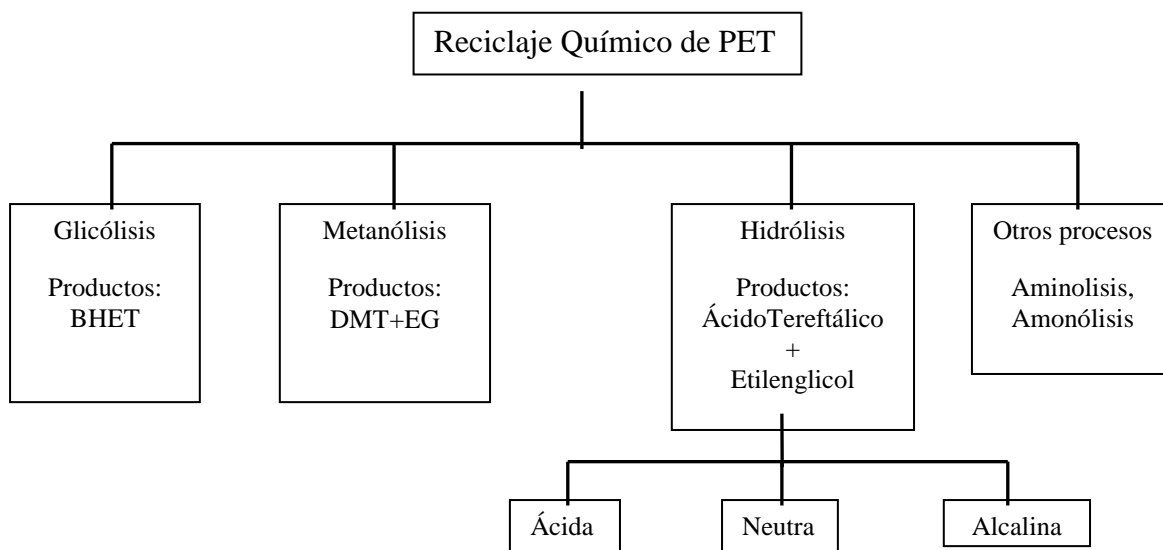 Reciclaje Químico de PET
Glicólisis
Productos:
BHET
Metanólisis
Productos:
DMT+EG
Hidrólisis
Productos:
ÁcidoTereftálico
+
Etilenglicol
Otros procesos
Aminolisis,
Amonólisis
Ácida
Neutra
Alcalina